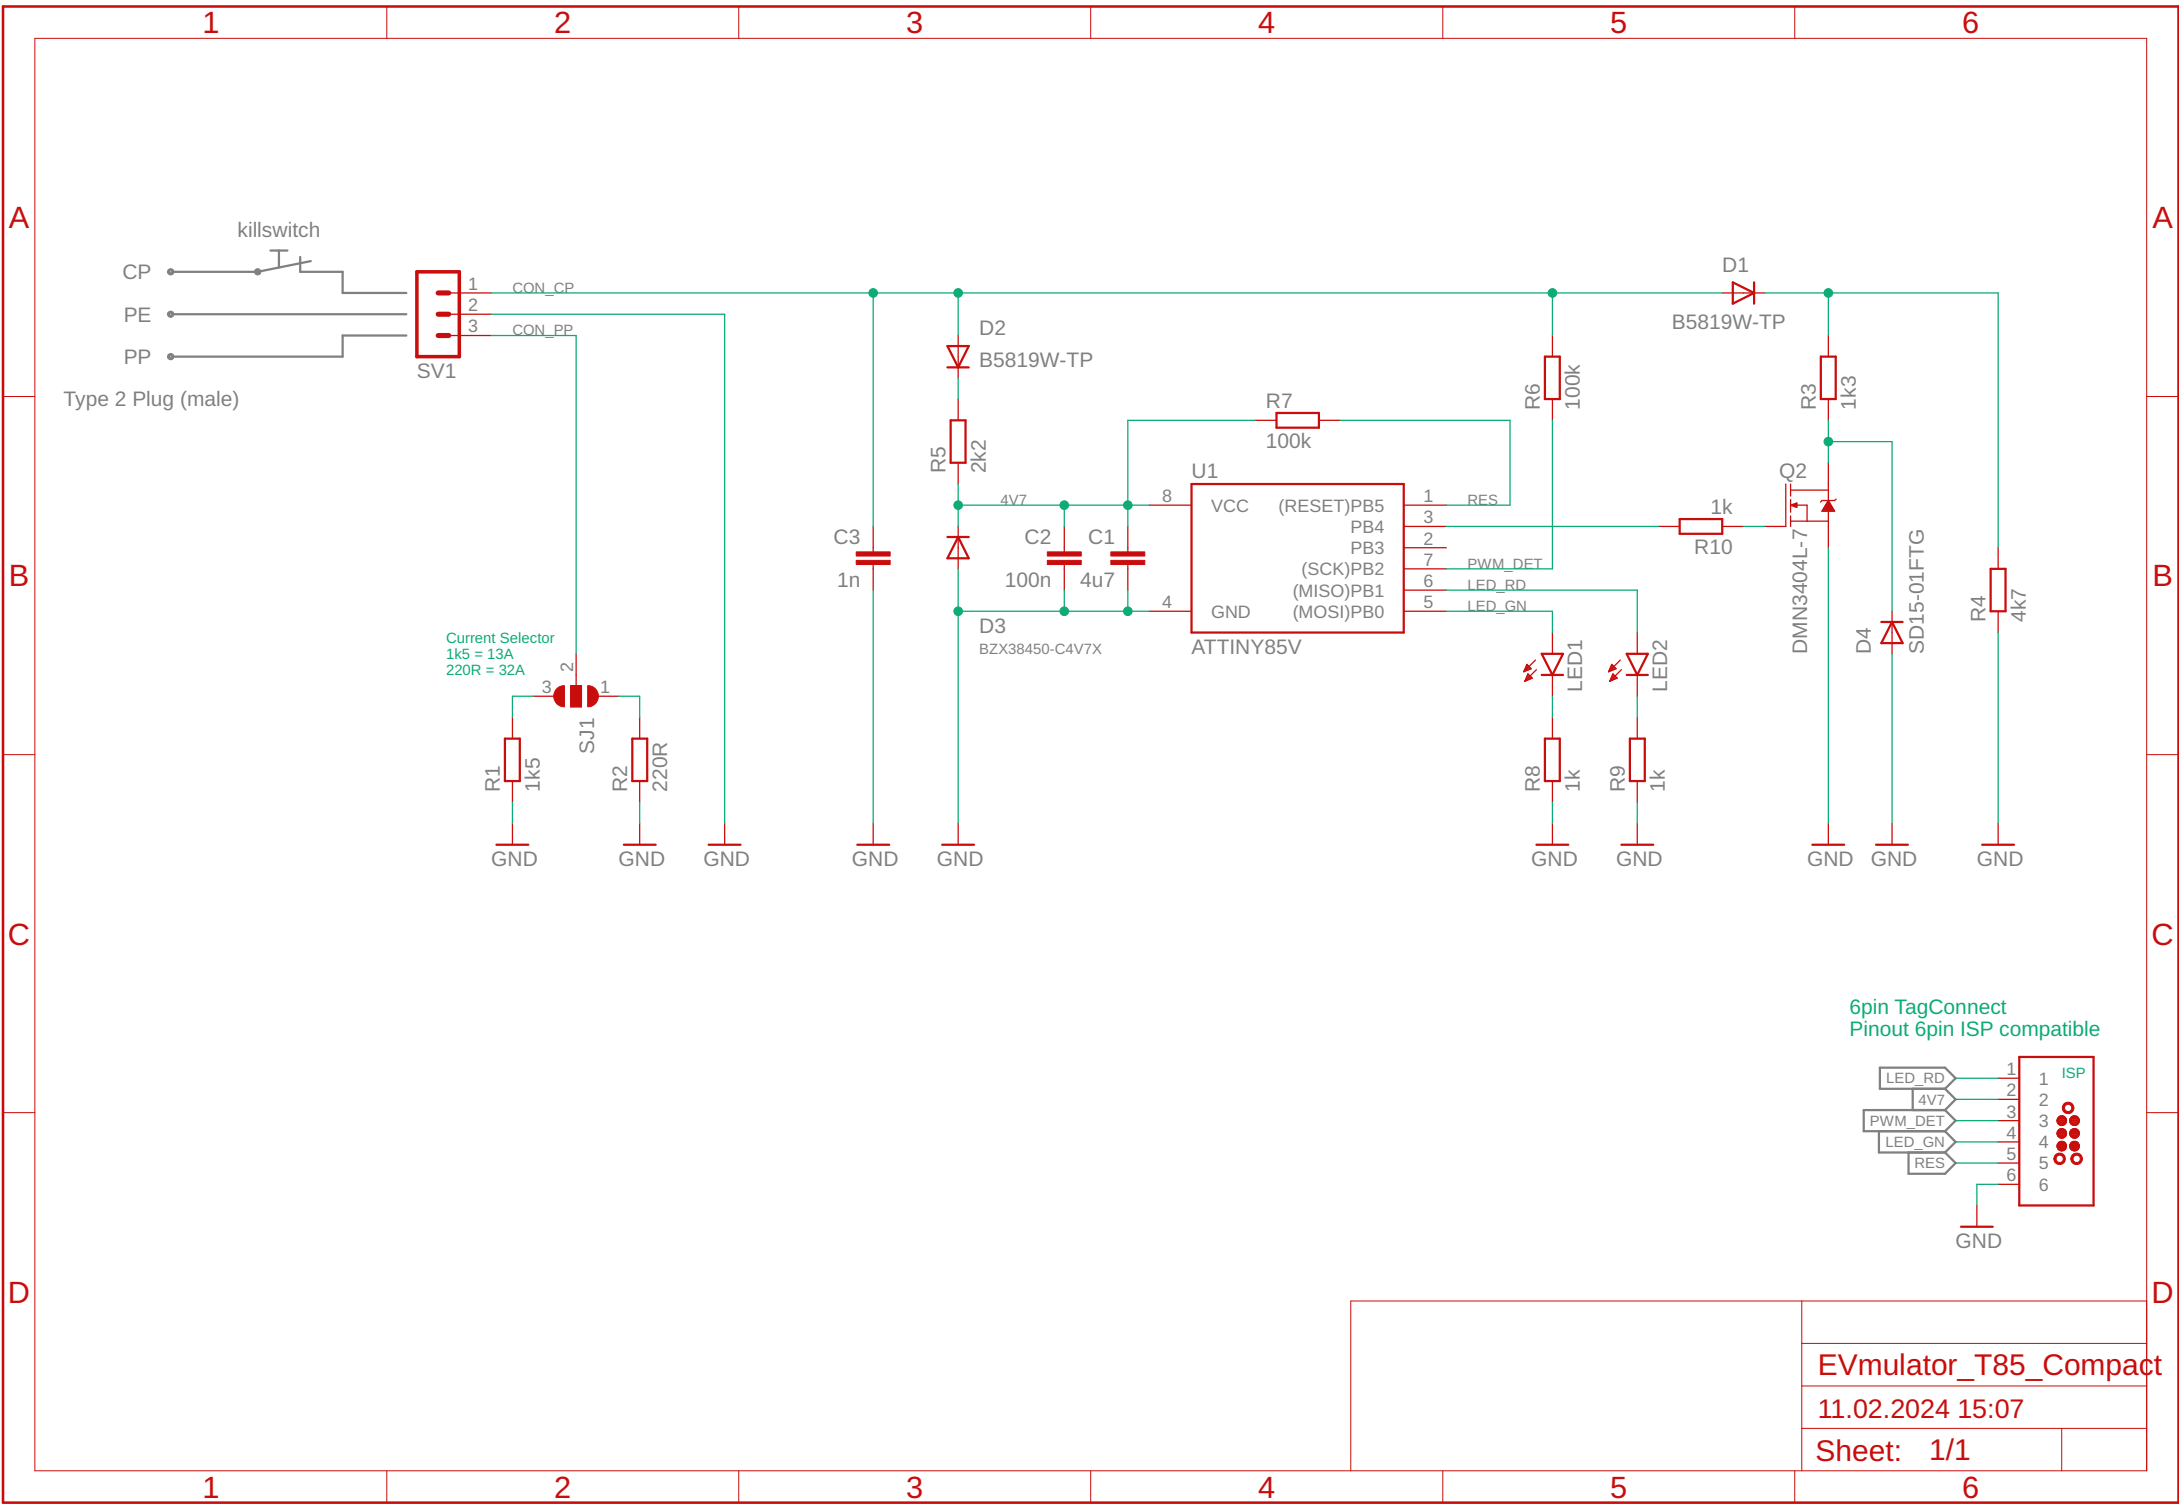 1 2 3 4 5 6
A A
killswitch
CP
PE
PP
Type 2 Plug (male)
1 CON_CP
2
3 CON_PP
SV1
D1
B5819W-TP
D2
B5819W-TP
R5 2k2
R7
100k
R6 100k
R3 1k3
4V7
U1
8 VCC
4 GND
(RESET)PB5 1 RES
PB4 3
PB3 2
(SCK)PB2 7 PWM_DET
(MISO)PB1 6 LED_RD
(MOSI)PB0 5 LED_GN
ATTINY85V
B B
C3
1n
C2
100n
C1
4u7
D3
BZX38450-C4V7X
1k
R10
Q2
DMN3404L-7
D4 SD15-01FTG
R4 4k7
LED1
LED2
Current Selector
1k5 = 13A
220R = 32A
2
3 1
SJ1
R1 1k5
R2 220R
R8 1k
R9 1k
GND GND GND GND GND GND GND GND GND GND
C C
6pin TagConnect
Pinout 6pin ISP compatible
ISP
LED_RD 1 1
4V7 2 2
PWM_DET 3 3
LED_GN 4 4
RES 5 5
6 6
GND
D D
EVmulator_T85_Compact
11.02.2024 15:07
Sheet: 1/1
1 2 3 4 5 6